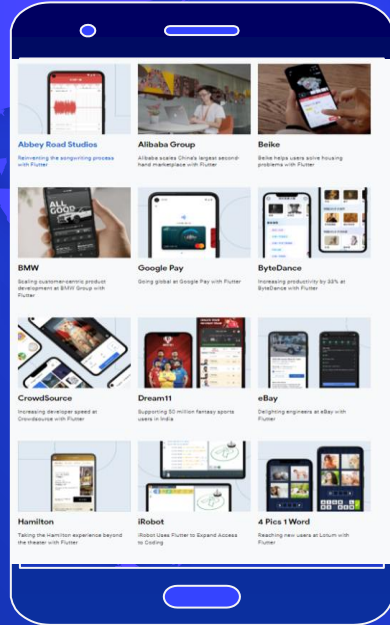 Abbey Road Studios
Reinventing the songwriting process
with Flutter
Alibaba Group
Alibaba scales China's largest second-
hand marketplace with Flutter
Beike
Beike helps users solve housing
problems with Flutter
ALL
GOOD
BMW
Scaling customer-centric product
development at BMW Group with
Flutter
Google Pay
Going global at Google Pay with Flutter
ByteDance
Increasing productivity by 33% at
ByteDance with Flutter
CrowdSource
Increasing developer speed at
Crowdsource with Flutter
Dream11
Supporting 50 million fantasy sports
users in India
eBay
Delighting engineers at eBay with
Flutter
Hamilton
Taking the Hamilton experience beyond
the theater with Flutter
iRobot
iRobot Uses Flutter to Expand Access
to Coding
4 Pics 1 Word
Reaching new users at Lotum with
Flutter